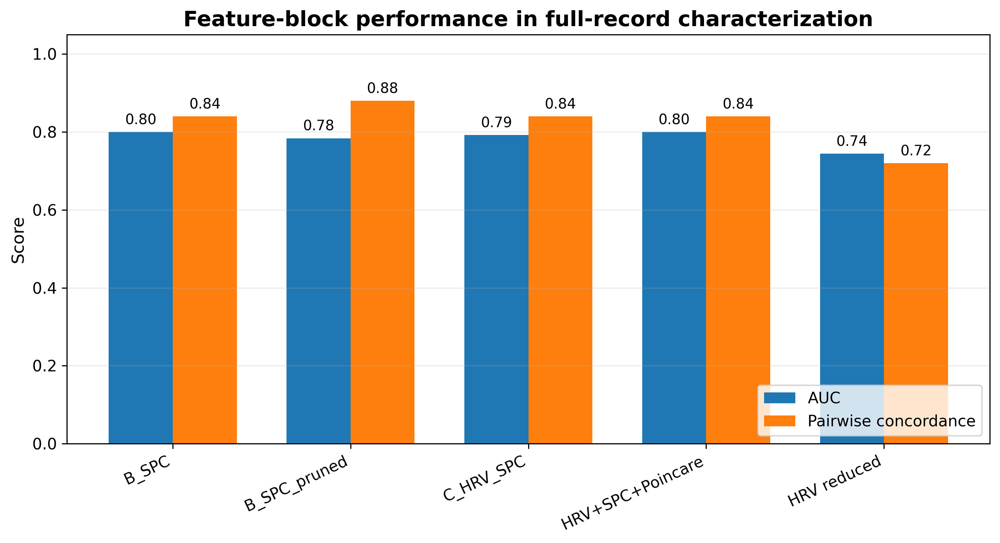 Feature-block performance in full-record characterization
Score
1.0
0.8
0.6
0.4
0.2
0.0
0.80
0.84
0.78
0.88
0.79
0.84
0.80
0.84
0.74
0.72
AUC
Pairwise concordance
B_SPC
B_SPC_pruned
C_HRV_SPC
HRV+SPC+Poincare
HRV reduced